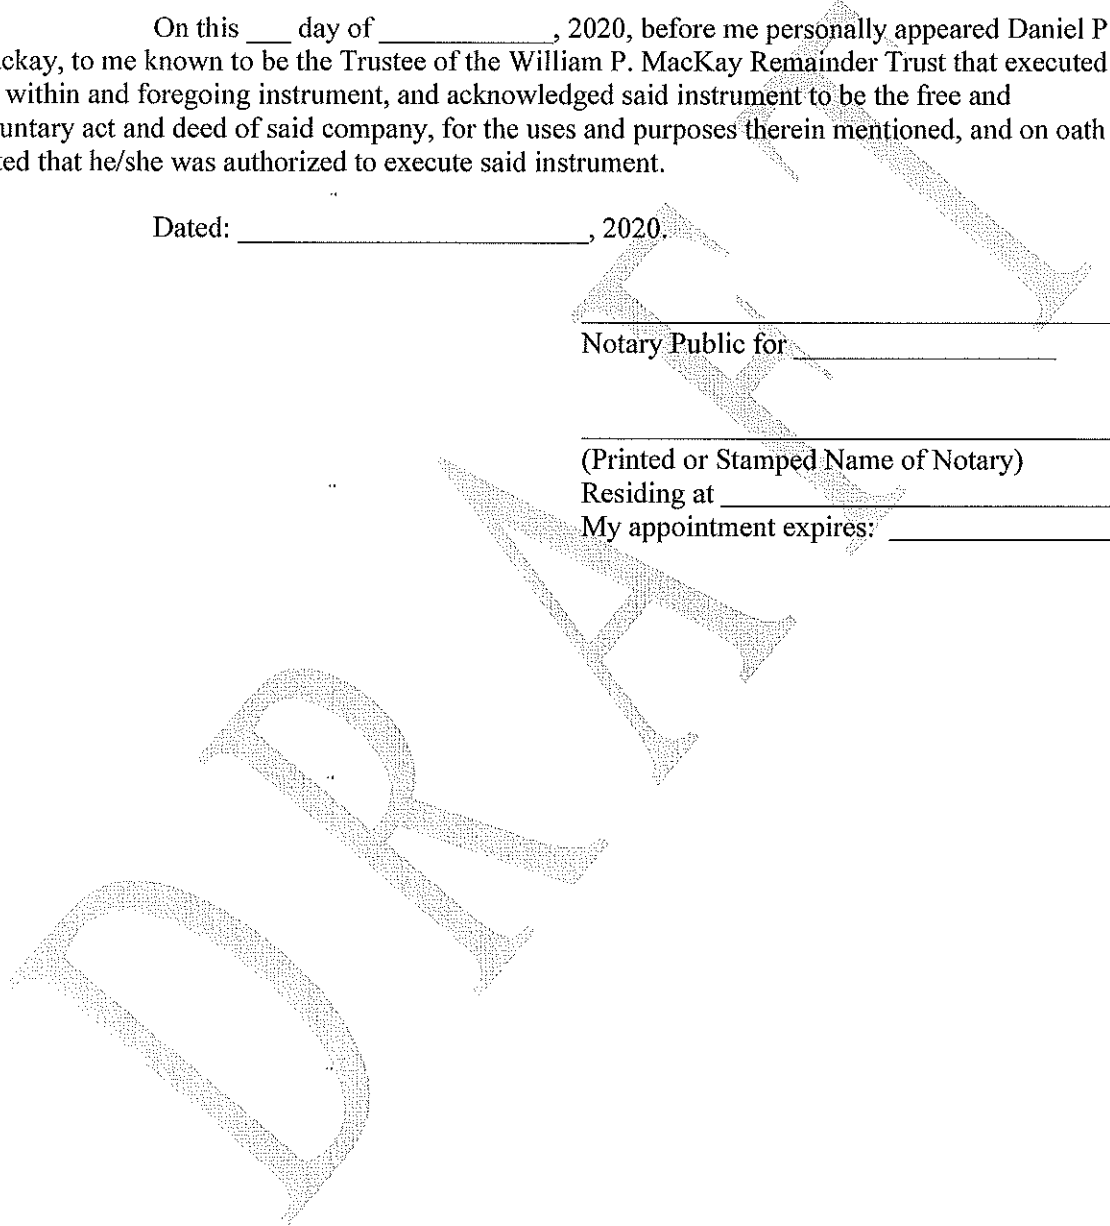 On this ___ day of ____________, 2020, before me personally appeared Daniel P
ckay, to me known to be the Trustee of the William P. MacKay Remainder Trust that executed
within and foregoing instrument, and acknowledged said instrument to be the free and
untary act and deed of said company, for the uses and purposes therein mentioned, and on oath
ted that he/she was authorized to execute said instrument.
Dated: ________________________, 2020.
Notary Public for __________________
(Printed or Stamped Name of Notary)
Residing at ___________________________
My appointment expires: _______________
DRAFT